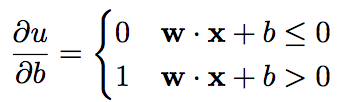 ∂u/∂b = { 0  w · x + b ≤ 0
1  w · x + b > 0